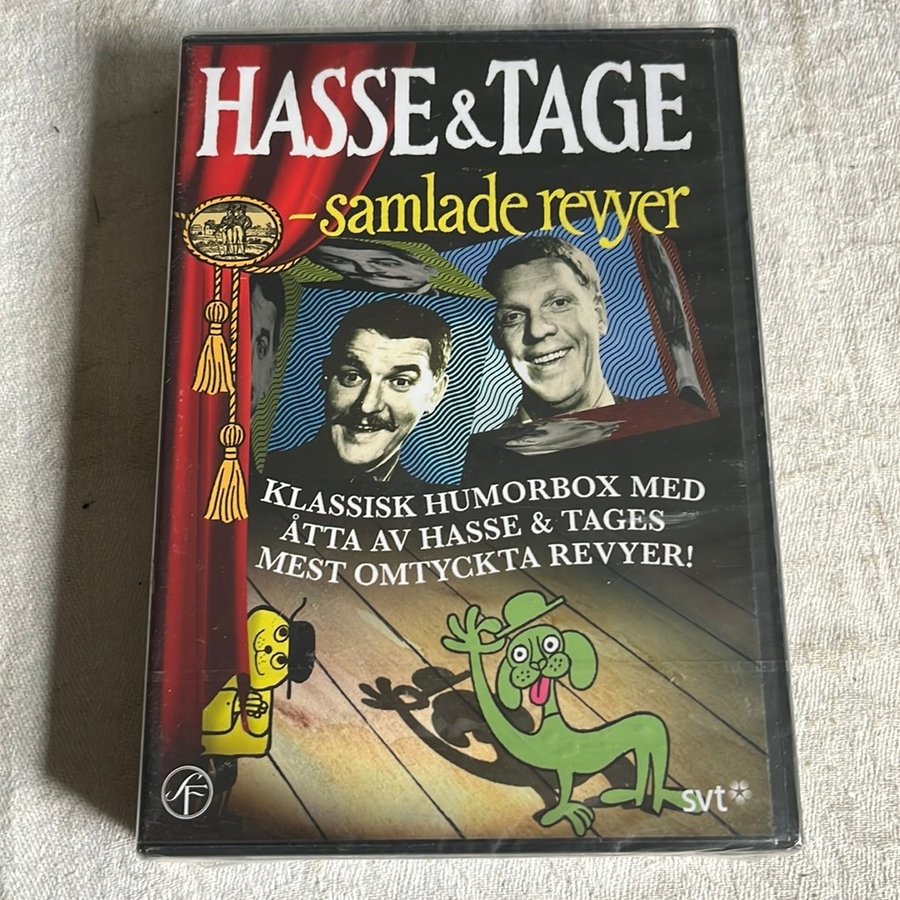 HASSE & TAGE
–samlade revyer
KLASSISK HUMORBOX MED
ÅTTA AV HASSE & TAGES
MEST OMTYCKTA REVYER!
SF
svt